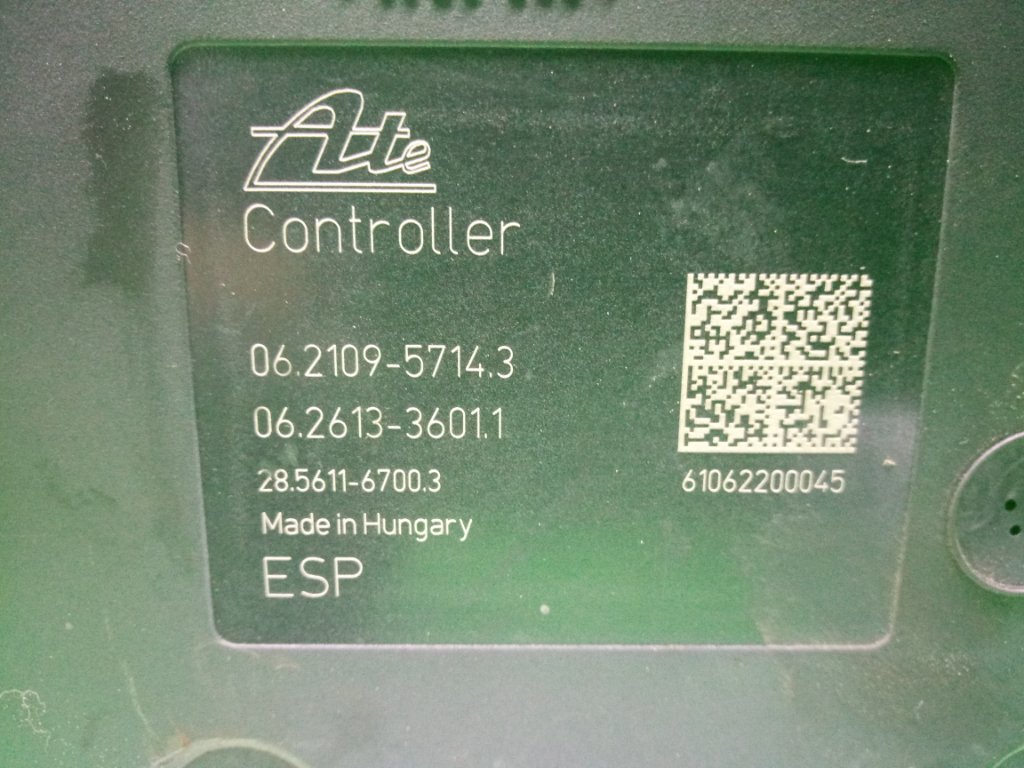 Ate
Controller
06.2109-5714.3
06.2613-3601.1
28.5611-6700.3
61062200045
Made in Hungary
ESP